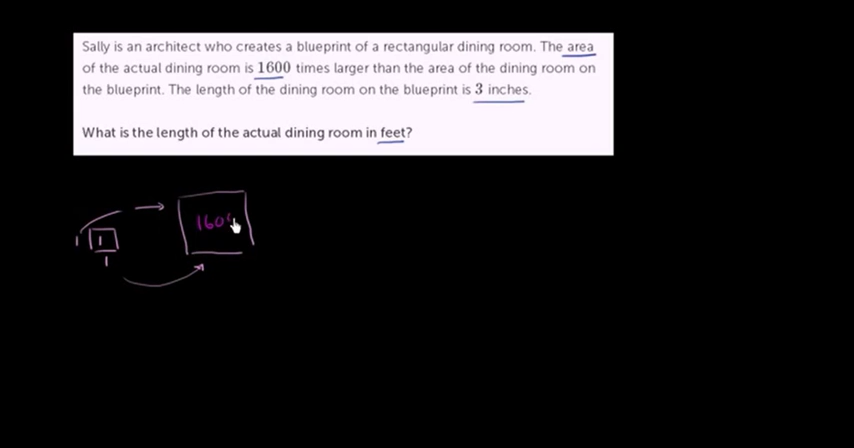 Sally is an architect who creates a blueprint of a rectangular dining room. The area
of the actual dining room is 1600 times larger than the area of the dining room on
the blueprint. The length of the dining room on the blueprint is 3 inches.
What is the length of the actual dining room in feet?
1600
1 1
1